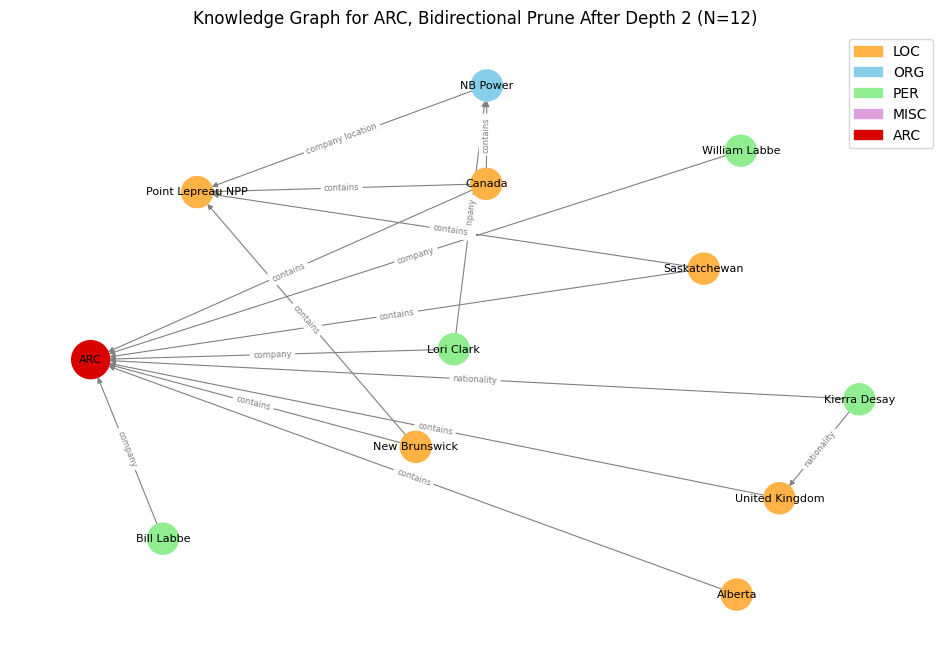 Knowledge Graph for ARC, Bidirectional Prune After Depth 2 (N=12)
LOC
ORG
PER
MISC
ARC
NB Power
contains
company location
William Labbe
Canada
Point Lepreau NPP
contains
npany
contains
company
Saskatchewan
contains
contains
contains
Lori Clark
company
ARC
nationality
Kierra Desay
contains
contains
nationality
New Brunswick
company
contains
United Kingdom
Bill Labbe
Alberta